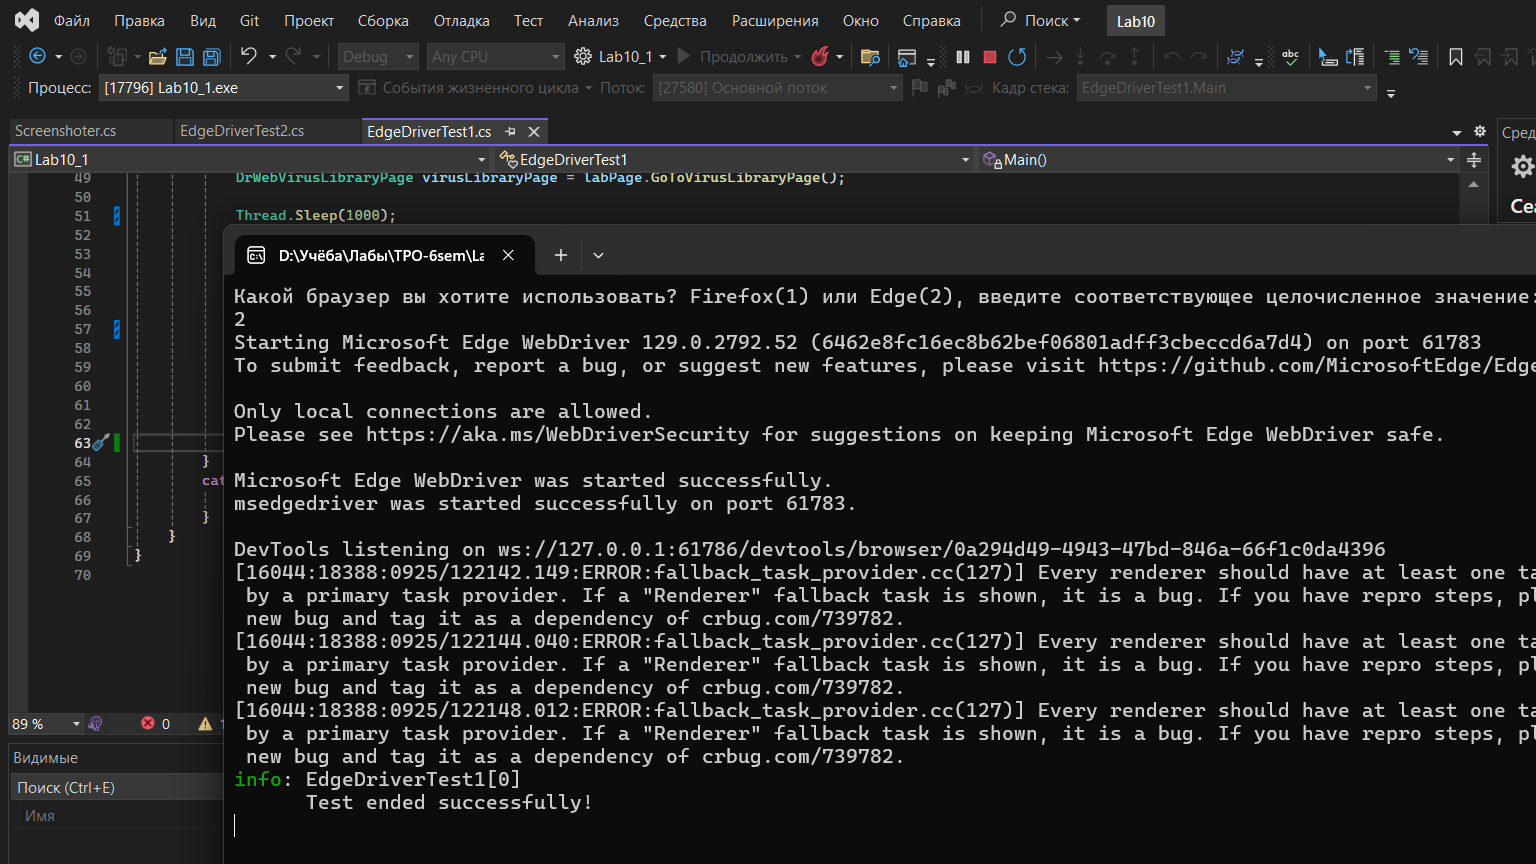 Файл Правка Вид Git Проект Сборка Отладка Тест Анализ Средства Расширения Окно Справка Поиск Lab10
Debug Any CPU Lab10_1 Продолжить abc
Процесс: [17796] Lab10_1.exe События жизненного цикла Поток: [27580] Основной поток Кадр стека: EdgeDriverTest1.Main
Screenshoter.cs EdgeDriverTest2.cs EdgeDriverTest1.cs
C# Lab10_1 EdgeDriverTest1 Main()
49 DrWebVirusLibraryPage virusLibraryPage = labPage.GoToVirusLibraryPage();
50
51 Thread.Sleep(1000);
52
53
54
55
56
57
58
59
60
61
62
63
64 }
65 cat
66
67 }
68 }
69 }
70
89 % 0 1
Видимые
Поиск (Ctrl+E)
Имя
Сред
Сеа
D:\Учёба\Лабы\ТРО-6sem\La
Какой браузер вы хотите использовать? Firefox(1) или Edge(2), введите соответствующее целочисленное значение:
2
Starting Microsoft Edge WebDriver 129.0.2792.52 (6462e8fc16ec8b62bef06801adff3cbeccd6a7d4) on port 61783
To submit feedback, report a bug, or suggest new features, please visit https://github.com/MicrosoftEdge/Edge
Only local connections are allowed.
Please see https://aka.ms/WebDriverSecurity for suggestions on keeping Microsoft Edge WebDriver safe.
Microsoft Edge WebDriver was started successfully.
msedgedriver was started successfully on port 61783.
DevTools listening on ws://127.0.0.1:61786/devtools/browser/0a294d49-4943-47bd-846a-66f1c0da4396
[16044:18388:0925/122142.149:ERROR:fallback_task_provider.cc(127)] Every renderer should have at least one ta
by a primary task provider. If a "Renderer" fallback task is shown, it is a bug. If you have repro steps, pl
new bug and tag it as a dependency of crbug.com/739782.
[16044:18388:0925/122144.040:ERROR:fallback_task_provider.cc(127)] Every renderer should have at least one ta
by a primary task provider. If a "Renderer" fallback task is shown, it is a bug. If you have repro steps, pl
new bug and tag it as a dependency of crbug.com/739782.
[16044:18388:0925/122148.012:ERROR:fallback_task_provider.cc(127)] Every renderer should have at least one ta
by a primary task provider. If a "Renderer" fallback task is shown, it is a bug. If you have repro steps, pl
new bug and tag it as a dependency of crbug.com/739782.
info: EdgeDriverTest1[0]
Test ended successfully!